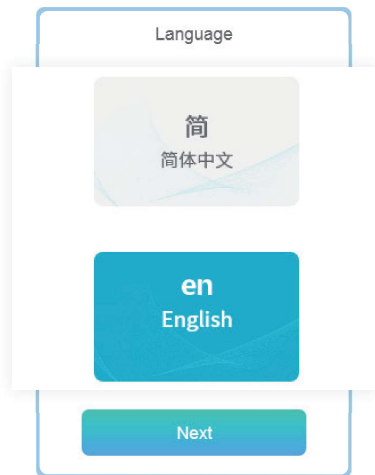 Language
简
简体中文
en
English
Next